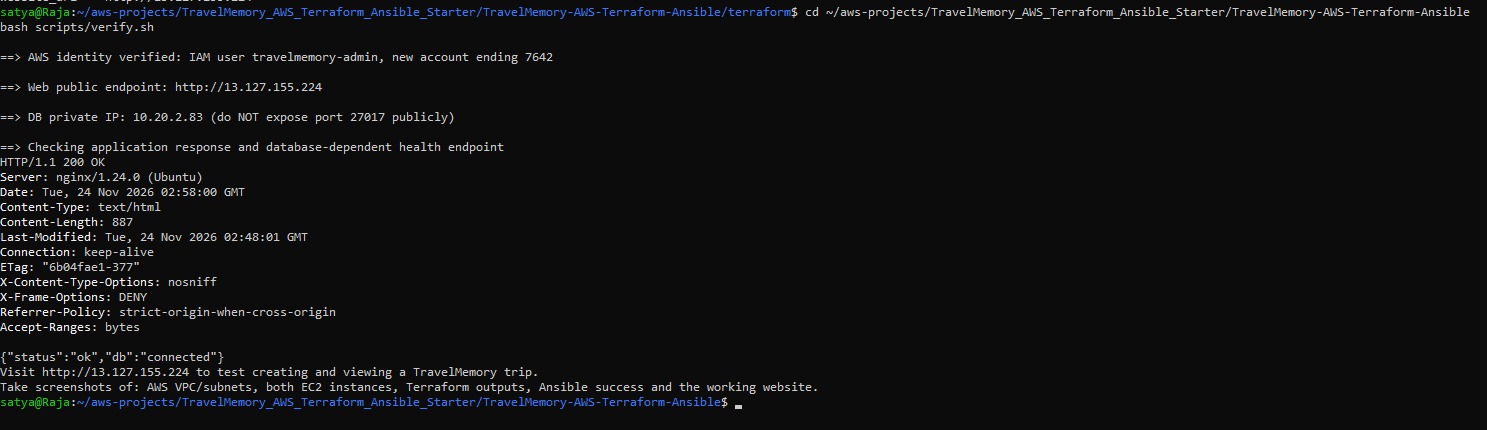 satya@Raja:~/aws-projects/TravelMemory_AWS_Terraform_Ansible_Starter/TravelMemory-AWS-Terraform-Ansible/terraform$ cd ~/aws-projects/TravelMemory_AWS_Terraform_Ansible_Starter/TravelMemory-AWS-Terraform-Ansible
bash scripts/verify.sh
==> AWS identity verified: IAM user travelmemory-admin, new account ending 7642
==> Web public endpoint: http://13.127.155.224
==> DB private IP: 10.20.2.83 (do NOT expose port 27017 publicly)
==> Checking application response and database-dependent health endpoint
HTTP/1.1 200 OK
Server: nginx/1.24.0 (Ubuntu)
Date: Tue, 24 Nov 2026 02:58:00 GMT
Content-Type: text/html
Content-Length: 887
Last-Modified: Tue, 24 Nov 2026 02:48:01 GMT
Connection: keep-alive
ETag: "6b04fae1-377"
X-Content-Type-Options: nosniff
X-Frame-Options: DENY
Referrer-Policy: strict-origin-when-cross-origin
Accept-Ranges: bytes
{"status":"ok","db":"connected"}
Visit http://13.127.155.224 to test creating and viewing a TravelMemory trip.
Take screenshots of: AWS VPC/subnets, both EC2 instances, Terraform outputs, Ansible success and the working website.
satya@Raja:~/aws-projects/TravelMemory_AWS_Terraform_Ansible_Starter/TravelMemory-AWS-Terraform-Ansible$